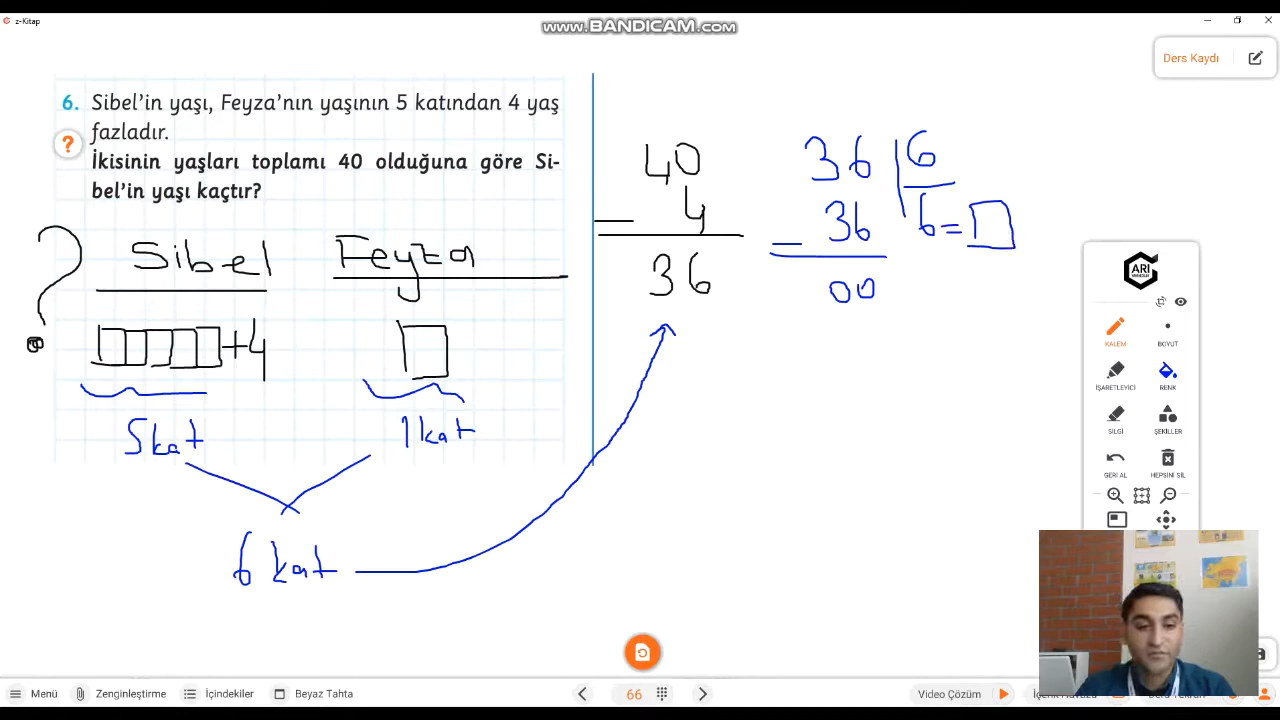 z-Kitap
www.BANDICAM.com
Ders Kaydı
6. Sibel'in yaşı, Feyza'nın yaşının 5 katından 4 yaş
fazladır.
?
İkisinin yaşları toplamı 40 olduğuna göre Si-
bel'in yaşı kaçtır?
? Sibel Feyza
+4
5kat 1kat
6 kat
40
4
—
36
36 6
36 6 =
—
00
ARI
KALEM BOYUT
İŞARETLEYİCİ RENK
SİLGİ ŞEKİLLER
GERİ AL HEPSİNİ SİL
Menü Zenginleştirme İçindekiler Beyaz Tahta 66 Video Çözüm